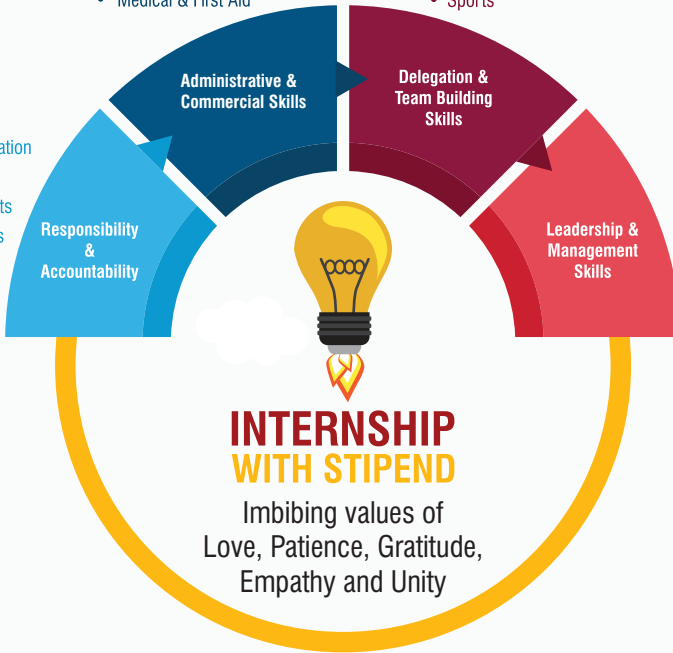 • Medical & First Aid
• Sports
Administrative &
Commercial Skills
Delegation &
Team Building
Skills
Responsibility
&
Accountability
Leadership &
Management
Skills
INTERNSHIP
WITH STIPEND
Imbibing values of
Love, Patience, Gratitude,
Empathy and Unity